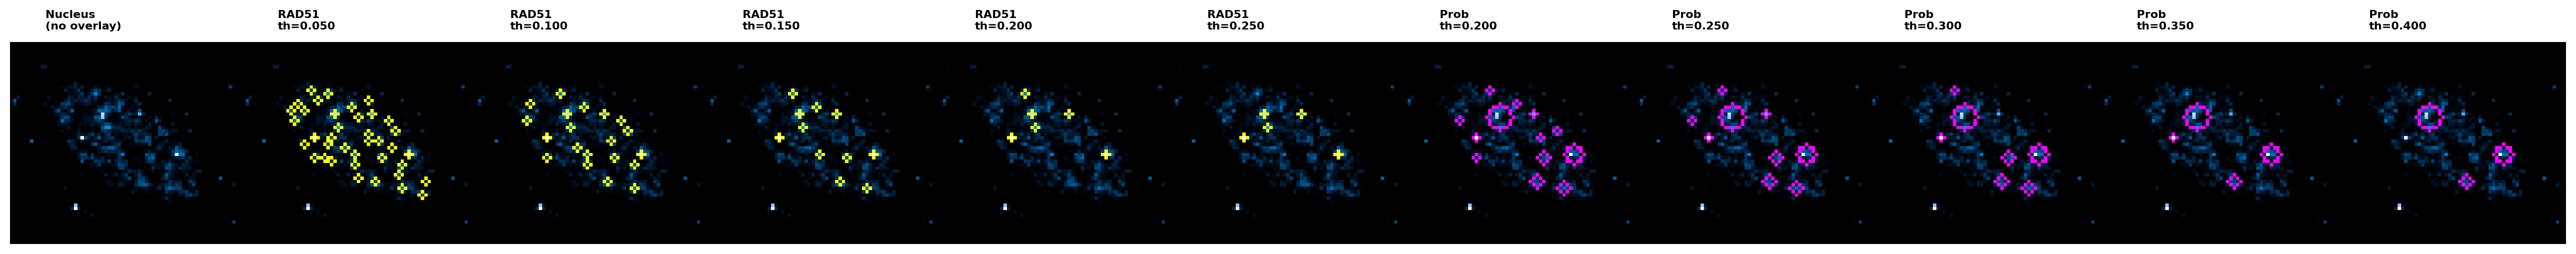 Nucleus
(no overlay)
RAD51
th=0.050
RAD51
th=0.100
RAD51
th=0.150
RAD51
th=0.200
RAD51
th=0.250
Prob
th=0.200
Prob
th=0.250
Prob
th=0.300
Prob
th=0.350
Prob
th=0.400